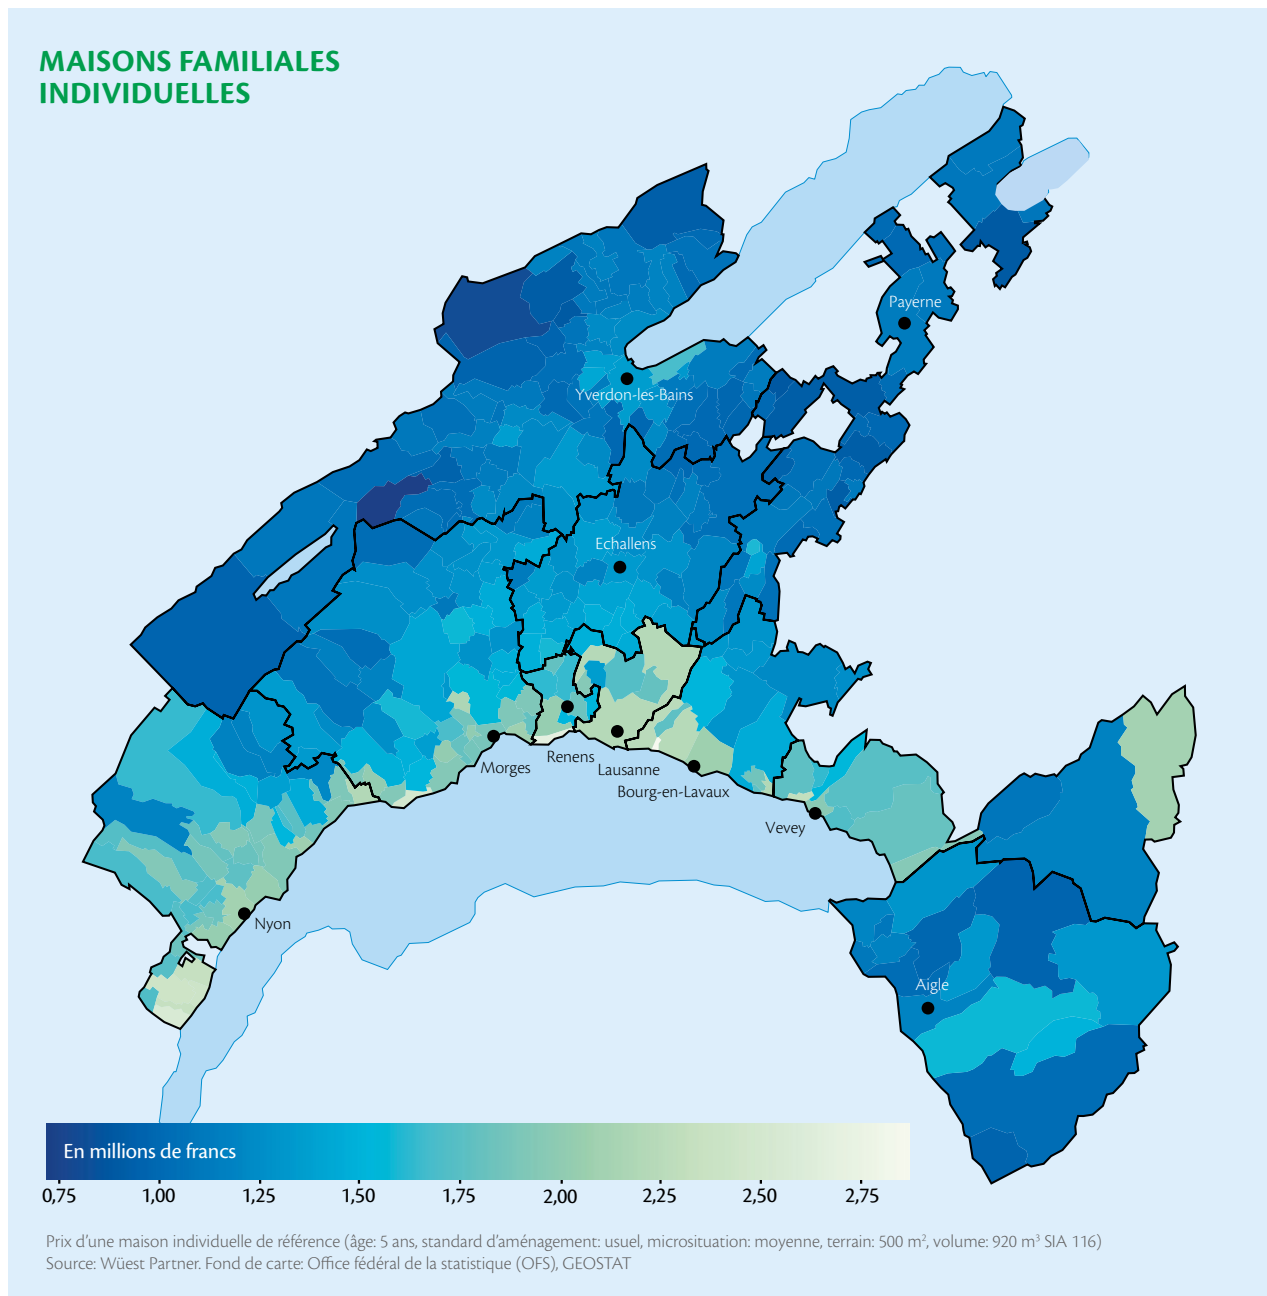 MAISONS FAMILIALES
INDIVIDUELLES
Payerne
Yverdon-les-Bains
Echallens
Morges
Renens
Lausanne
Bourg-en-Lavaux
Vevey
Nyon
Aigle
En millions de francs
0,75 1,00 1,25 1,50 1,75 2,00 2,25 2,50 2,75
Prix d’une maison individuelle de référence (âge: 5 ans, standard d’aménagement: usuel, microsituation: moyenne, terrain: 500 m², volume: 920 m³ SIA 116)
Source: Wüest Partner. Fond de carte: Office fédéral de la statistique (OFS), GEOSTAT